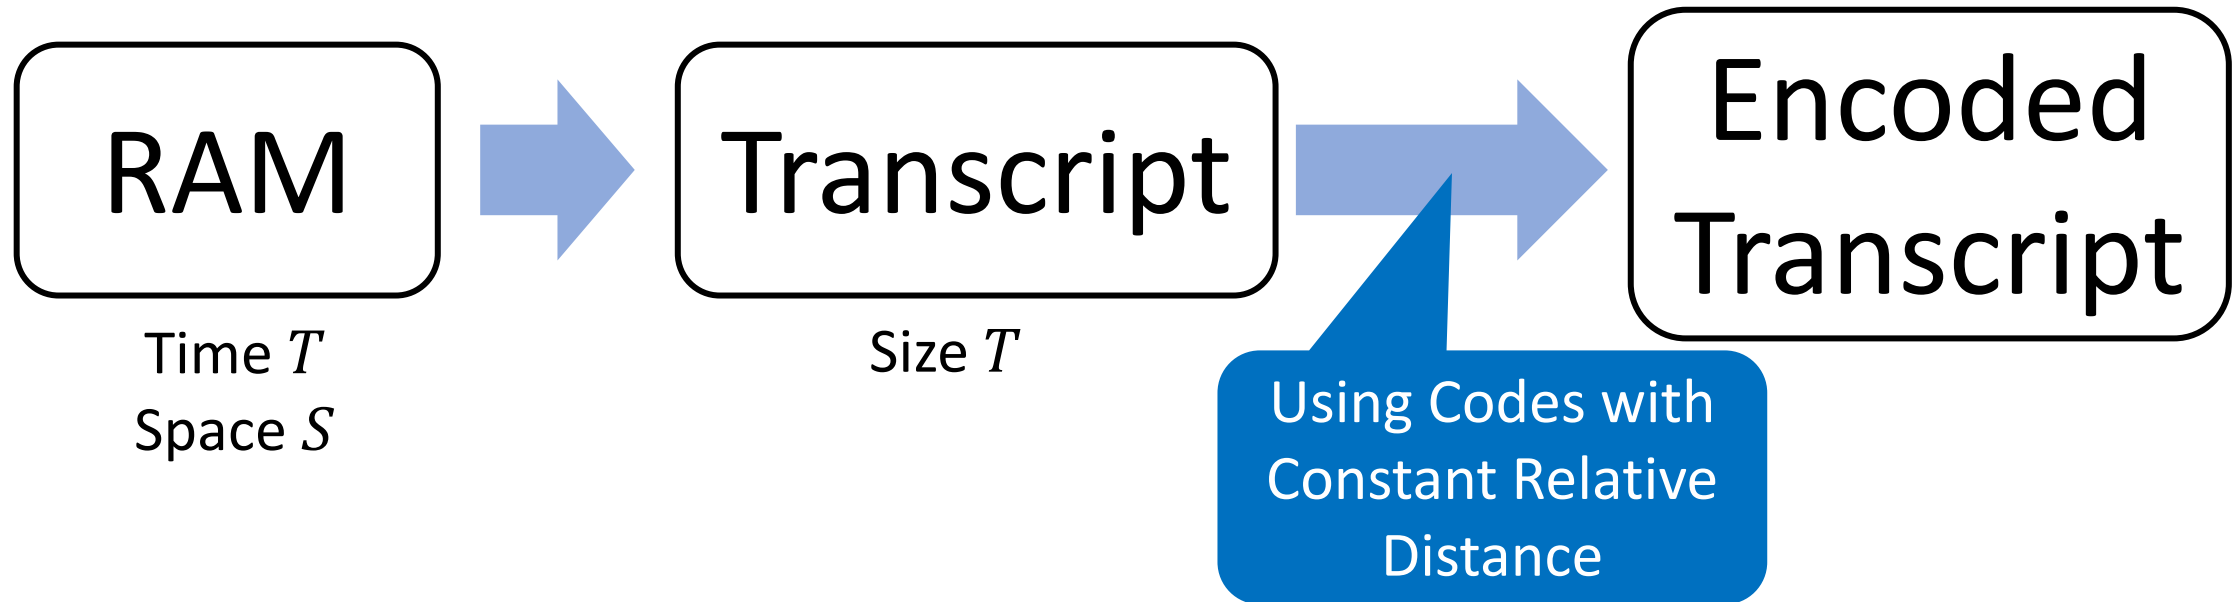 RAM
Time T
Space S
Transcript
Size T
Using Codes with
Constant Relative
Distance
Encoded
Transcript